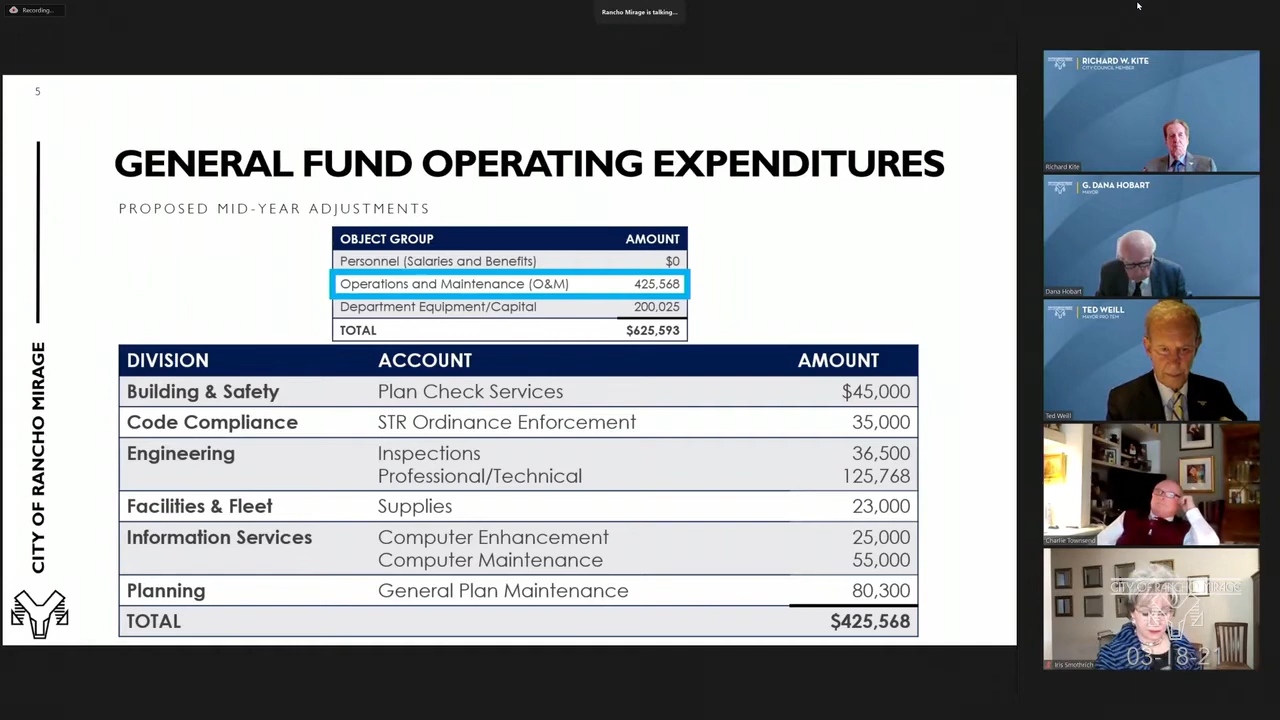 Recording...
Rancho Mirage is talking...
5
GENERAL FUND OPERATING EXPENDITURES
PROPOSED MID-YEAR ADJUSTMENTS
OBJECT GROUP AMOUNT
Personnel (Salaries and Benefits) $0
Operations and Maintenance (O&M) 425,568
Department Equipment/Capital 200,025
TOTAL $625,593
DIVISION ACCOUNT AMOUNT
Building & Safety Plan Check Services $45,000
Code Compliance STR Ordinance Enforcement 35,000
Engineering Inspections 36,500
Professional/Technical 125,768
Facilities & Fleet Supplies 23,000
Information Services Computer Enhancement 25,000
Computer Maintenance 55,000
Planning General Plan Maintenance 80,300
TOTAL $425,568
CITY OF RANCHO MIRAGE
RICHARD W. KITE
CITY COUNCIL MEMBER
Richard Kite
G. DANA HOBART
MAYOR
Dana Hobart
TED WEILL
MAYOR PRO TEM
Ted Weill
Charlie Townsend
CITY OF RANCHO MIRAGE
03-18-21
Iris Smothrich